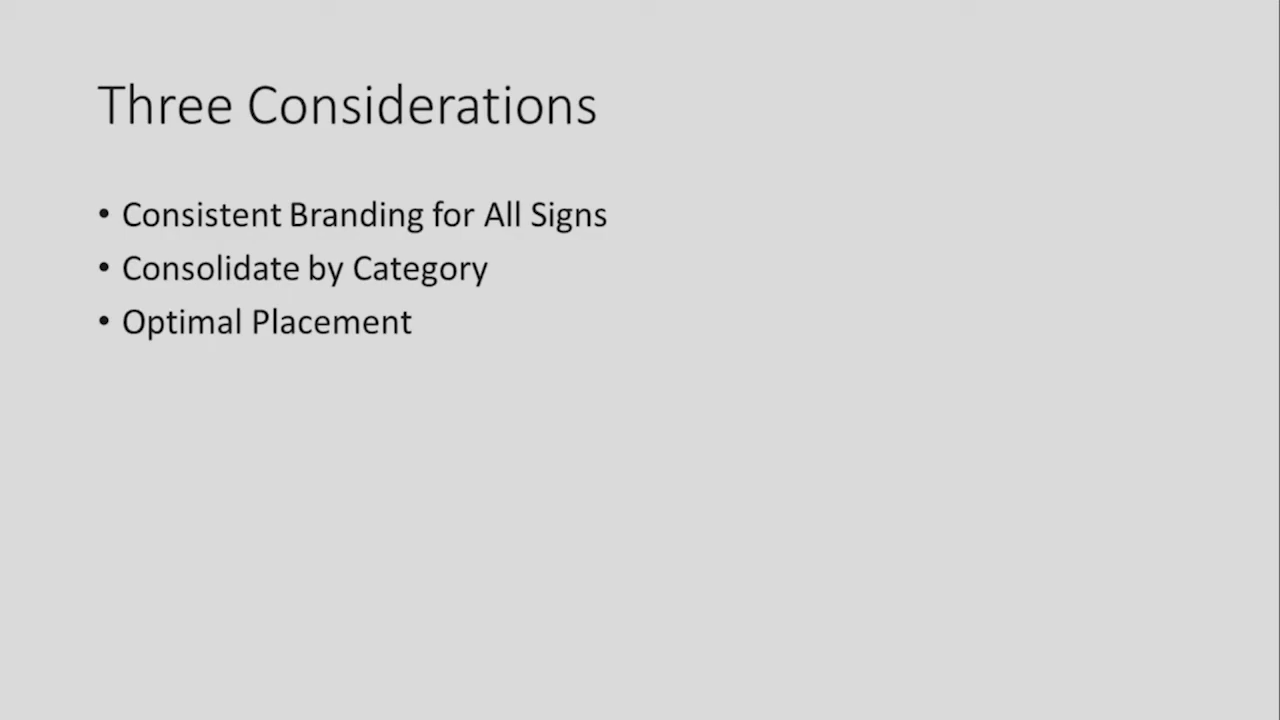 Three Considerations
• Consistent Branding for All Signs
• Consolidate by Category
• Optimal Placement